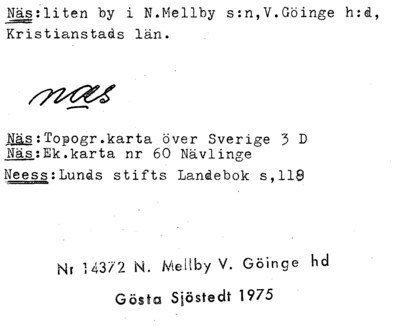 Näs:liten by i N.Mellby s:n,V.Göinge h:d,
Kristianstads län.
næs
Näs:Topogr.karta över Sverige 3 D
Näs:Ek.karta nr 60 Nävlinge
Neess:Lunds stifts Landebok s,118
Nr 14372 N. Mellby V. Göinge hd
Gösta Sjöstedt 1975